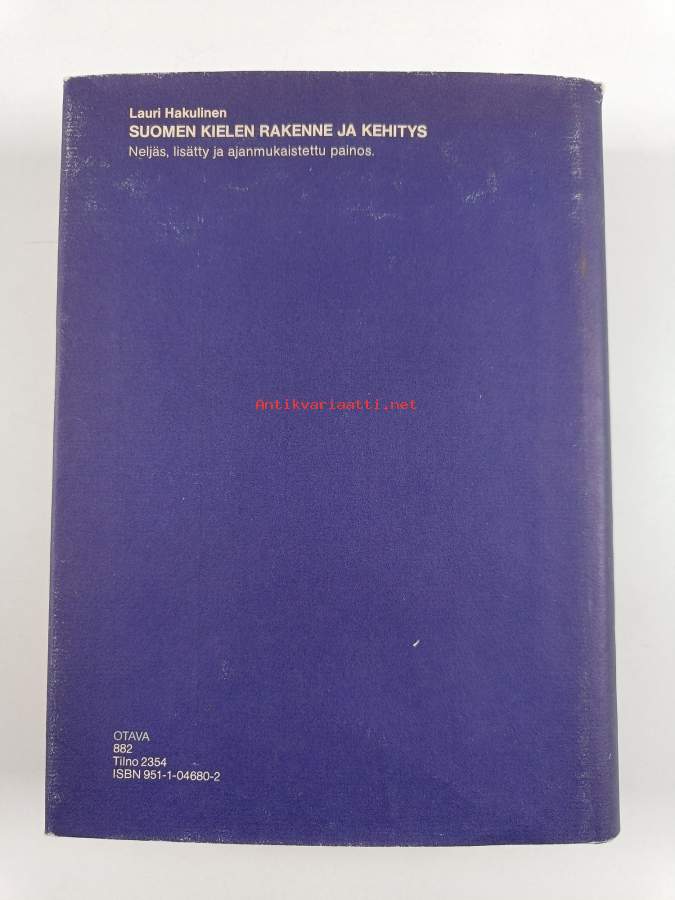 Lauri Hakulinen
SUOMEN KIELEN RAKENNE JA KEHITYS
Neljäs, lisätty ja ajanmukaistettu painos.
Antikvariaatti.net
OTAVA
882
Tilno 2354
ISBN 951-1-04680-2